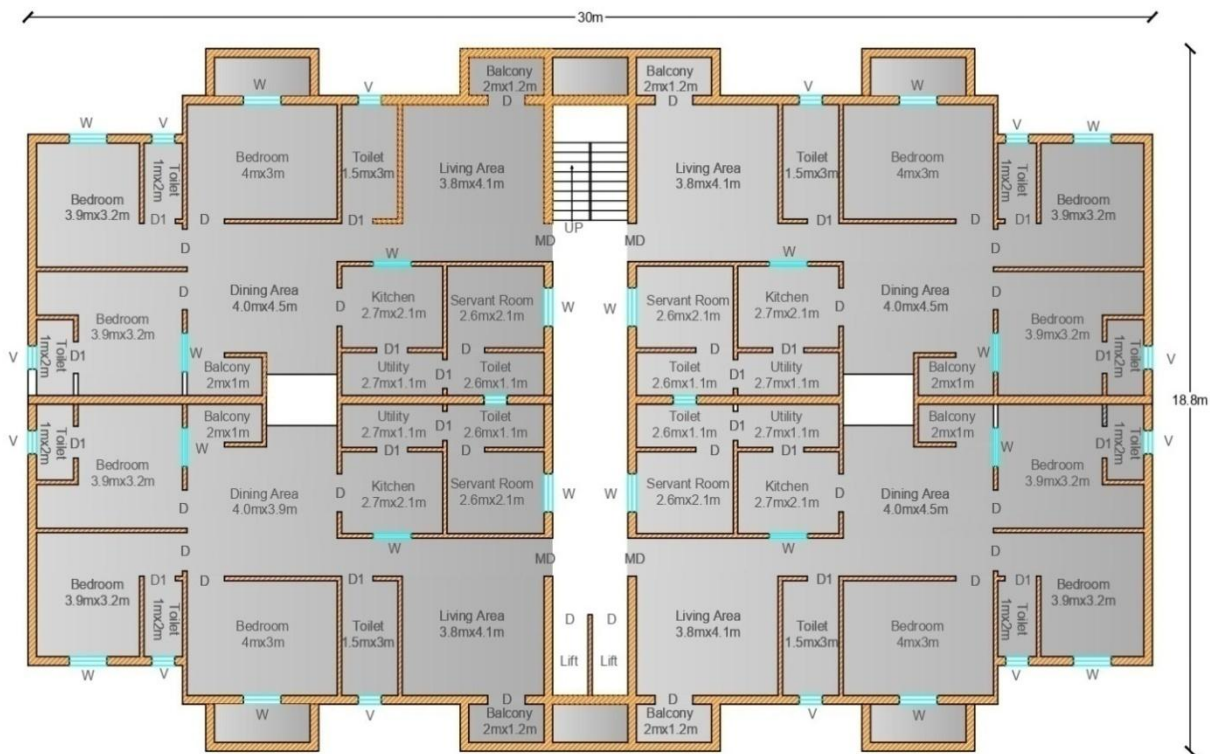 30m
Balcony
2mx1.2m
Balcony
2mx1.2m
W
V
D
D
V
W
W
V
V
W
Bedroom
4mx3m
Toilet
1.5mx3m
Living Area
3.8mx4.1m
Living Area
3.8mx4.1m
Toilet
1.5mx3m
Bedroom
4mx3m
Toilet
1mx2m
Toilet
1mx2m
Bedroom
3.9mx3.2m
Bedroom
3.9mx3.2m
D1
D
D1
UP
D1
D
D1
D
MD
MD
D
W
W
Dining Area
4.0mx4.5m
Dining Area
4.0mx4.5m
D
D
Kitchen
2.7mx2.1m
Servant Room
2.6mx2.1m
Servant Room
2.6mx2.1m
Kitchen
2.7mx2.1m
D
D
W
W
Bedroom
3.9mx3.2m
Bedroom
3.9mx3.2m
V
Toilet
1mx2m
D1
W
D
D1
D
D
D1
D
W
D1
Toilet
1mx2m
V
Balcony
2mx1m
Utility
2.7mx1.1m
D1
Toilet
2.6mx1.1m
Toilet
2.6mx1.1m
D1
Utility
2.7mx1.1m
Balcony
2mx1m
18.8m
Balcony
2mx1m
Utility
2.7mx1.1m
D1
Toilet
2.6mx1.1m
Toilet
2.6mx1.1m
D1
Utility
2.7mx1.1m
Balcony
2mx1m
V
Toilet
1mx2m
D1
W
D
D1
D
D
D1
D
W
D1
Toilet
1mx2m
V
Bedroom
3.9mx3.2m
Bedroom
3.9mx3.2m
Dining Area
4.0mx3.9m
Kitchen
2.7mx2.1m
Servant Room
2.6mx2.1m
Servant Room
2.6mx2.1m
Kitchen
2.7mx2.1m
Dining Area
4.0mx4.5m
D
D
W
W
D
D
W
W
D
MD
MD
D
D1
D
D1
D1
D
D1
Bedroom
3.9mx3.2m
Toilet
1mx2m
Toilet
1mx2m
Bedroom
3.9mx3.2m
Bedroom
4mx3m
Toilet
1.5mx3m
Living Area
3.8mx4.1m
D
D
Living Area
3.8mx4.1m
Toilet
1.5mx3m
Bedroom
4mx3m
Lift
Lift
W
V
V
W
D
D
W
V
Balcony
2mx1.2m
Balcony
2mx1.2m
V
W